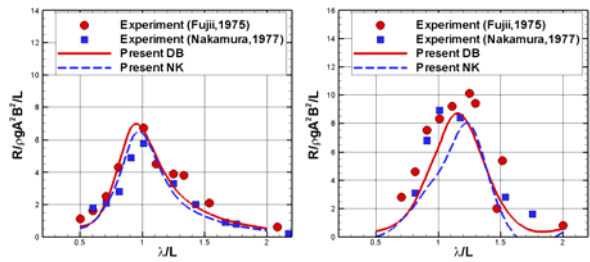 Experiment (Fujii,1975)
Experiment (Nakamura,1977)
Present DB
Present NK
14
12
10
8
6
4
2
0
0.5
1
1.5
2
R/ρgA²B²/L
λ/L
Experiment (Fujii,1975)
Experiment (Nakamura,1977)
Present DB
Present NK
16
14
12
10
8
6
4
2
0
0.5
1
1.5
2
R/ρgA²B²/L
λ/L